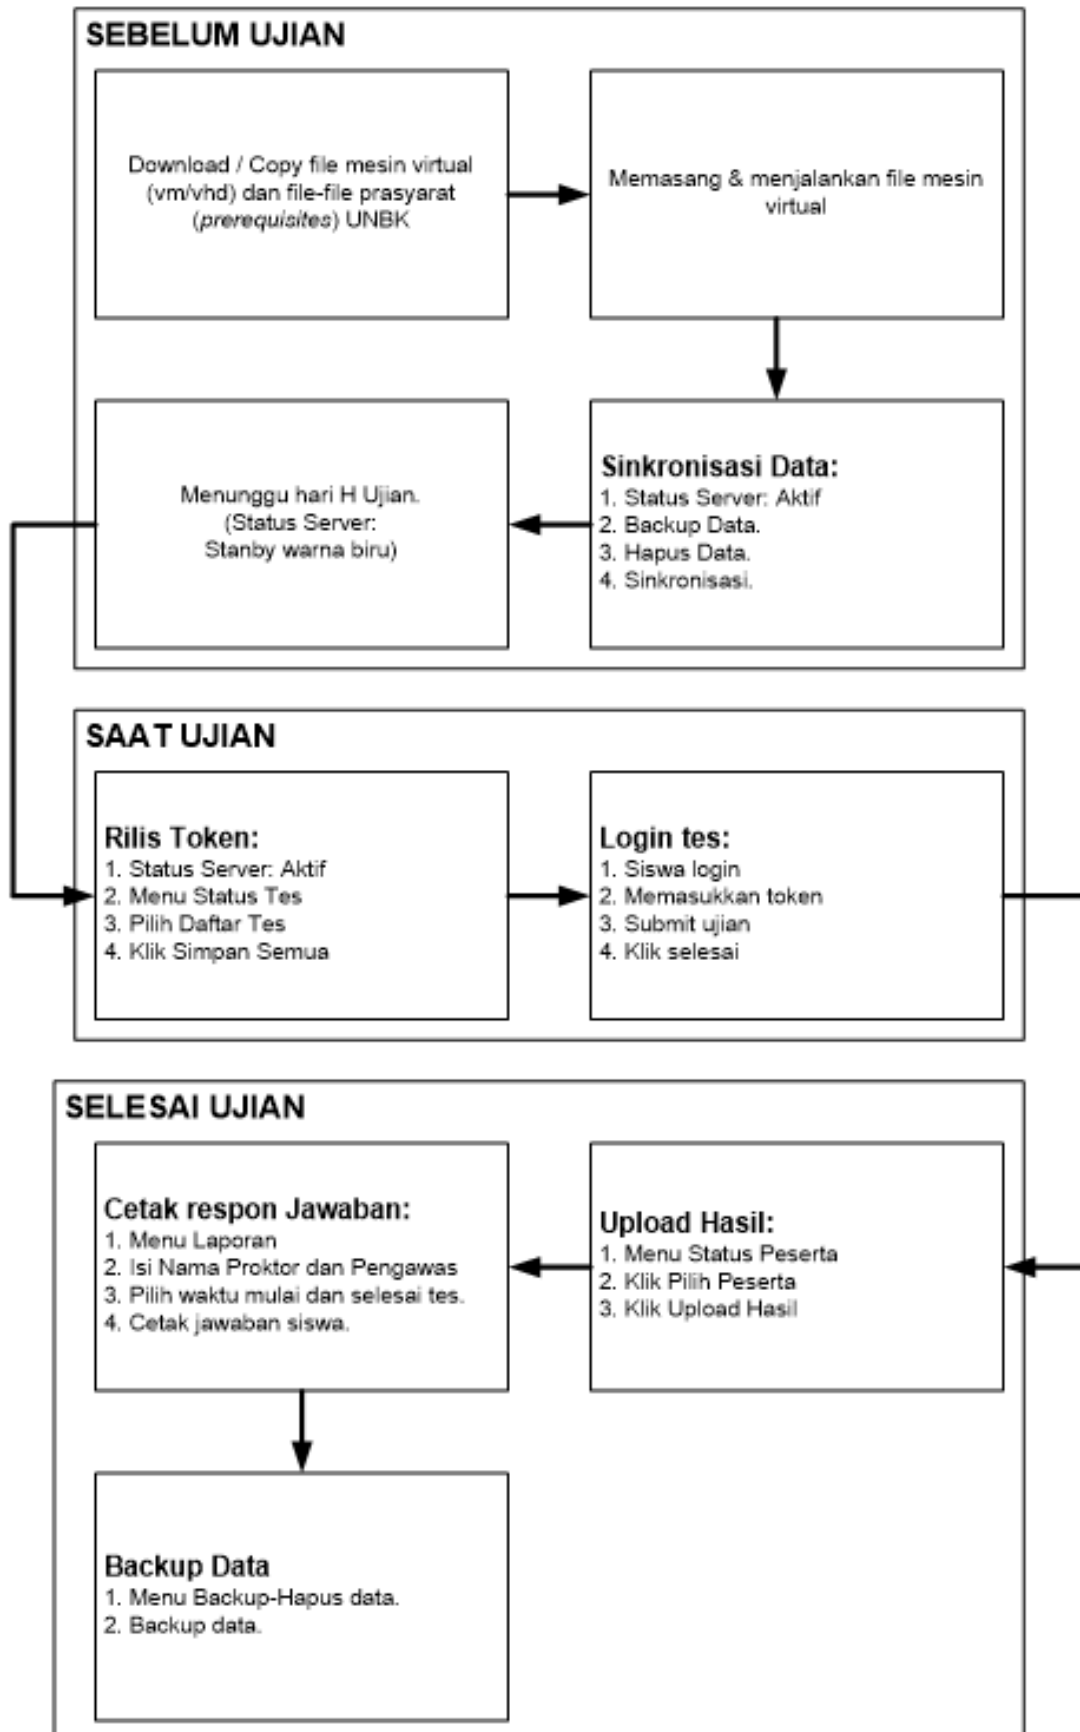 SEBELUM UJIAN
Download / Copy file mesin virtual
(vm/vhd) dan file-file prasyarat
(prerequisites) UNBK
Memasang & menjalankan file mesin
virtual
Sinkronisasi Data:
1. Status Server: Aktif
2. Backup Data.
3. Hapus Data.
4. Sinkronisasi.
Menunggu hari H Ujian.
(Status Server:
Stanby warna biru)
SAAT UJIAN
Rilis Token:
1. Status Server: Aktif
2. Menu Status Tes
3. Pilih Daftar Tes
4. Klik Simpan Semua
Login tes:
1. Siswa login
2. Memasukkan token
3. Submit ujian
4. Klik selesai
SELESAI UJIAN
Upload Hasil:
1. Menu Status Peserta
2. Klik Pilih Peserta
3. Klik Upload Hasil
Cetak respon Jawaban:
1. Menu Laporan
2. Isi Nama Proktor dan Pengawas
3. Pilih waktu mulai dan selesai tes.
4. Cetak jawaban siswa.
Backup Data
1. Menu Backup-Hapus data.
2. Backup data.